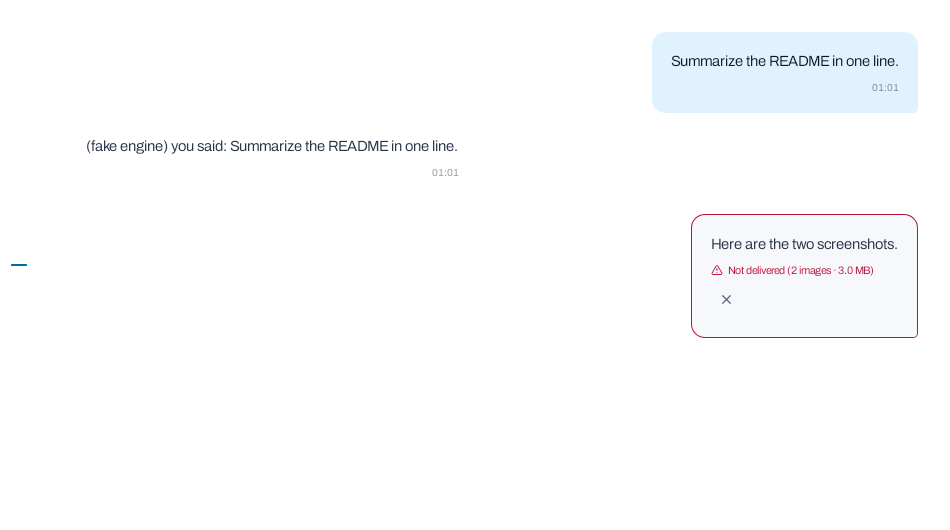 Summarize the README in one line.
01:01
(fake engine) you said: Summarize the README in one line.
01:01
Here are the two screenshots.
Not delivered (2 images · 3.0 MB)